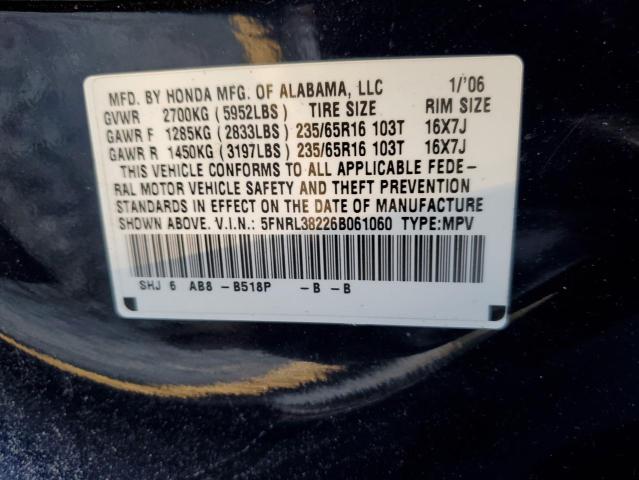 MFD. BY HONDA MFG. OF ALABAMA, LLC 1/'06
GVWR 2700KG (5952LBS) TIRE SIZE RIM SIZE
GAWR F 1285KG (2833LBS) 235/65R16 103T 16X7J
GAWR R 1450KG (3197LBS) 235/65R16 103T 16X7J
THIS VEHICLE CONFORMS TO ALL APPLICABLE FEDE-
RAL MOTOR VEHICLE SAFETY AND THEFT PREVENTION
STANDARDS IN EFFECT ON THE DATE OF MANUFACTURE
SHOWN ABOVE. V.I.N.: 5FNRL38226B061060 TYPE:MPV
SHJ 6 AB8 -B518P -B -B